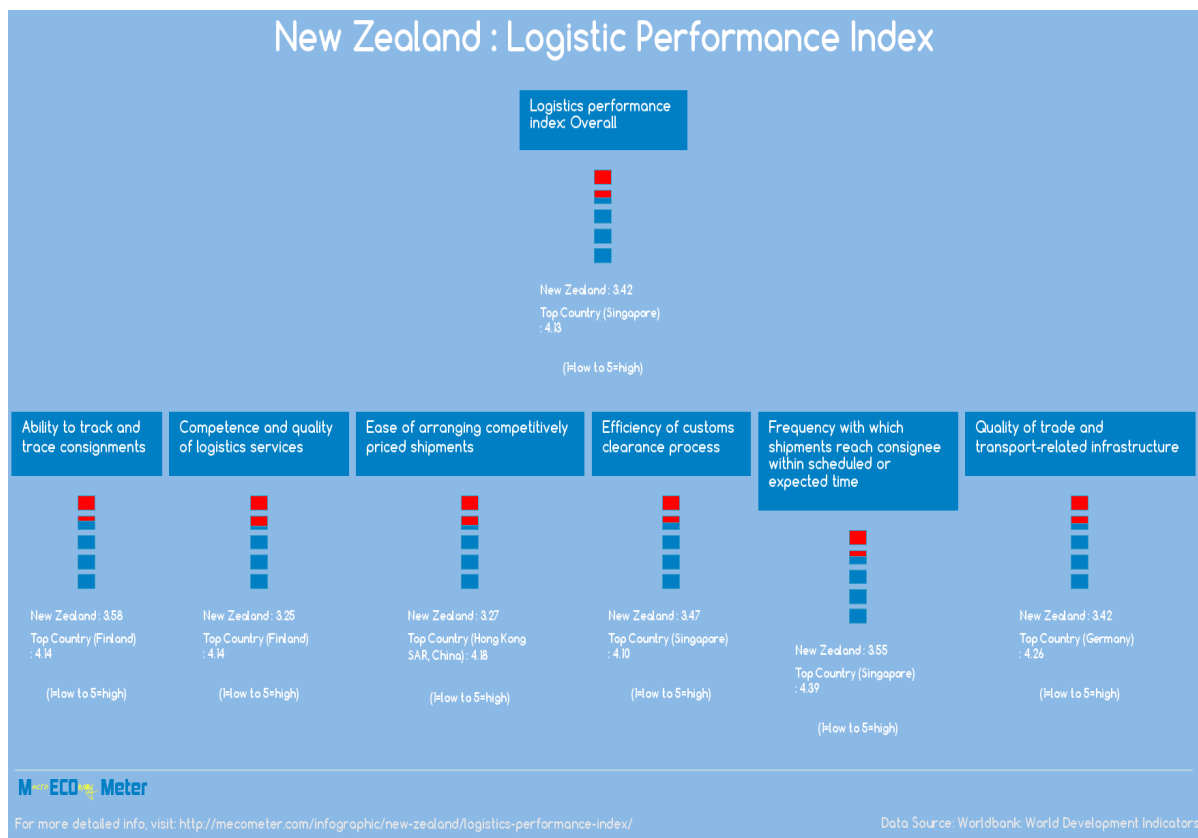 New Zealand : Logistic Performance Index
Logistics performance
index: Overall
New Zealand : 3.42
Top Country (Singapore)
: 4.13
(1=low to 5=high)
Ability to track and
trace consignments
New Zealand : 3.58
Top Country (Finland)
: 4.14
(1=low to 5=high)
Competence and quality
of logistics services
New Zealand : 3.25
Top Country (Finland)
: 4.14
(1=low to 5=high)
Ease of arranging competitively
priced shipments
New Zealand : 3.27
Top Country (Hong Kong
SAR, China) : 4.18
(1=low to 5=high)
Efficiency of customs
clearance process
New Zealand : 3.47
Top Country (Singapore)
: 4.10
(1=low to 5=high)
Frequency with which
shipments reach consignee
within scheduled or
expected time
New Zealand : 3.55
Top Country (Singapore)
: 4.39
(1=low to 5=high)
Quality of trade and
transport-related infrastructure
New Zealand : 3.42
Top Country (Germany)
: 4.26
(1=low to 5=high)
Macro ECOnomy Meter
For more detailed info, visit: http://mecometer.com/infographic/new-zealand/logistics-performance-index/
Data Source: Worldbank: World Development Indicators